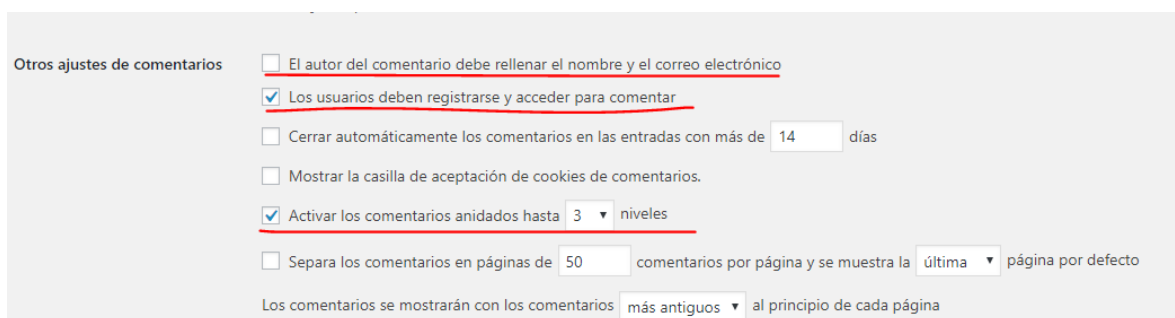 Otros ajustes de comentarios
El autor del comentario debe rellenar el nombre y el correo electrónico
Los usuarios deben registrarse y acceder para comentar
Cerrar automáticamente los comentarios en las entradas con más de 14 días
Mostrar la casilla de aceptación de cookies de comentarios.
Activar los comentarios anidados hasta 3 niveles
Separa los comentarios en páginas de 50 comentarios por página y se muestra la última página por defecto
Los comentarios se mostrarán con los comentarios más antiguos al principio de cada página